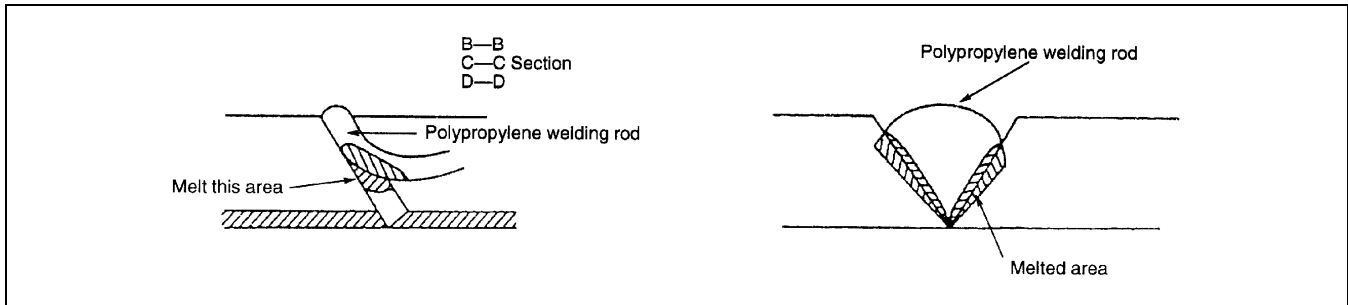 B—B
C—C Section
D—D
Polypropylene welding rod
Melt this area
Polypropylene welding rod
Melted area